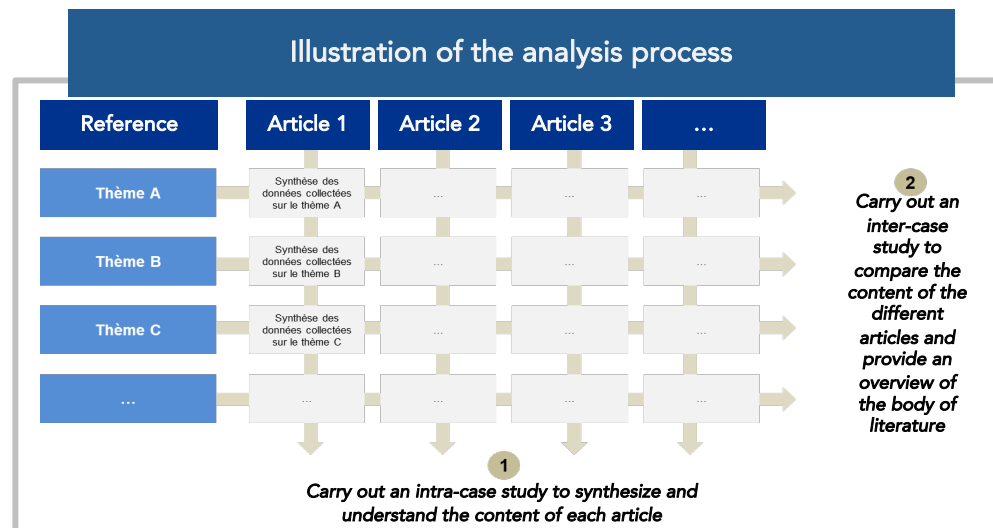 Illustration of the analysis process
Reference
Article 1
Article 2
Article 3
...
Thème A
Synthèse des
données collectées
sur le thème A
...
...
...
Thème B
Synthèse des
données collectées
sur le thème B
...
...
...
Thème C
Synthèse des
données collectées
sur le thème C
...
...
...
...
...
...
...
...
2
Carry out an
inter-case
study to
compare the
content of the
different
articles and
provide an
overview of
the body of
literature
1
Carry out an intra-case study to synthesize and
understand the content of each article